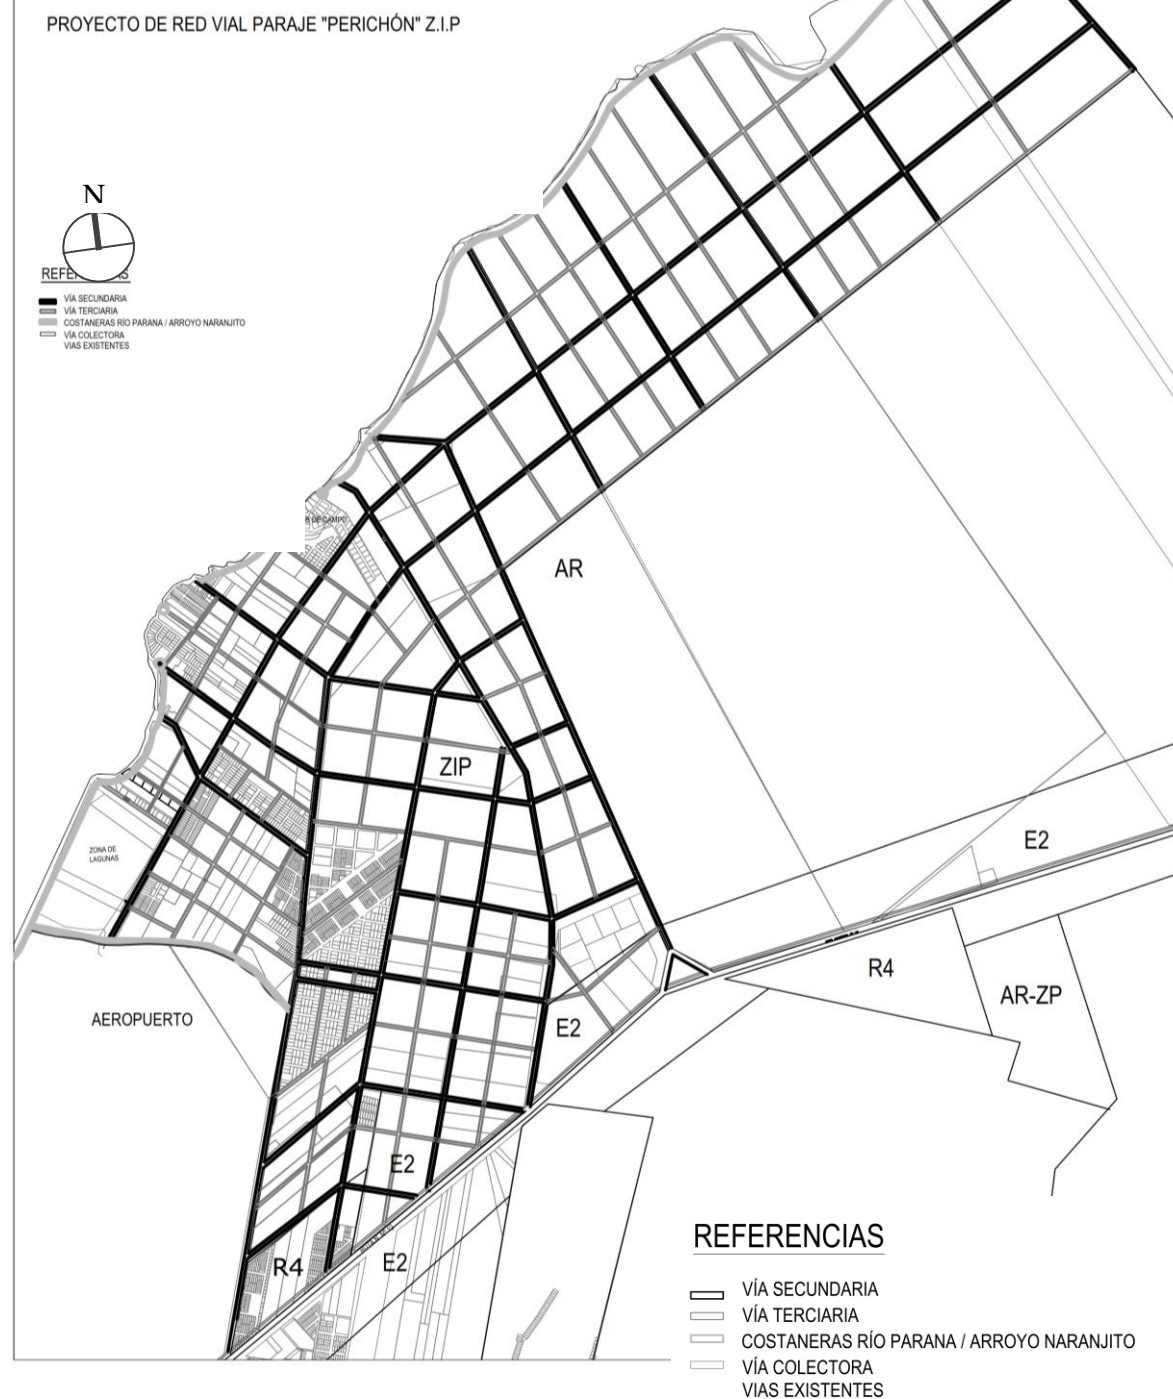 PROYECTO DE RED VIAL PARAJE "PERICHÓN" Z.I.P
N
VÍA SECUNDARIA
VÍA TERCIARIA
COSTANERAS RÍO PARANA / ARROYO NARANJITO
VÍA COLECTORA
VIAS EXISTENTES
DE CAMPO
AR
ZIP
ZONA DE
LAGUNAS
E2
R4
AR-ZP
AEROPUERTO
E2
E2
E2
R4
REFERENCIAS
VÍA SECUNDARIA
VÍA TERCIARIA
COSTANERAS RÍO PARANA / ARROYO NARANJITO
VÍA COLECTORA
VIAS EXISTENTES